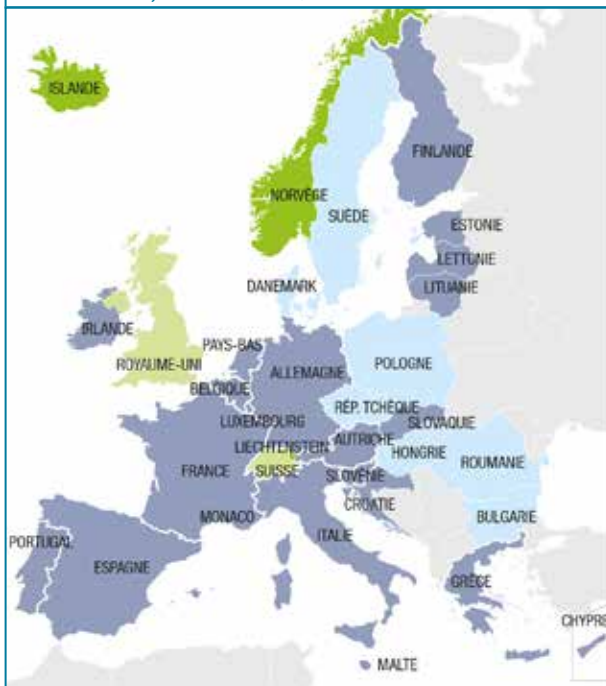 ISLANDE
FINLANDE
NORVÈGE
SUÈDE
ESTONIE
LETTONIE
DANEMARK
LITUANIE
IRLANDE
PAYS-BAS
ROYAUME-UNI
ALLEMAGNE
POLOGNE
BELGIQUE
RÉP. TCHÈQUE
LUXEMBOURG
SLOVAQUIE
LIECHTENSTEIN
AUTRICHE
HONGRIE
FRANCE
SUISSE
SLOVÉNIE
ROUMANIE
CROATIE
MONACO
BULGARIE
PORTUGAL
ITALIE
ESPAGNE
GRÈCE
CHYPRE
MALTE